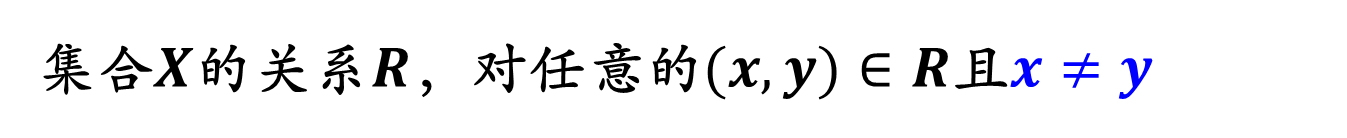 集合X的关系R，对任意的(x,y) ∈ R且x ≠ y